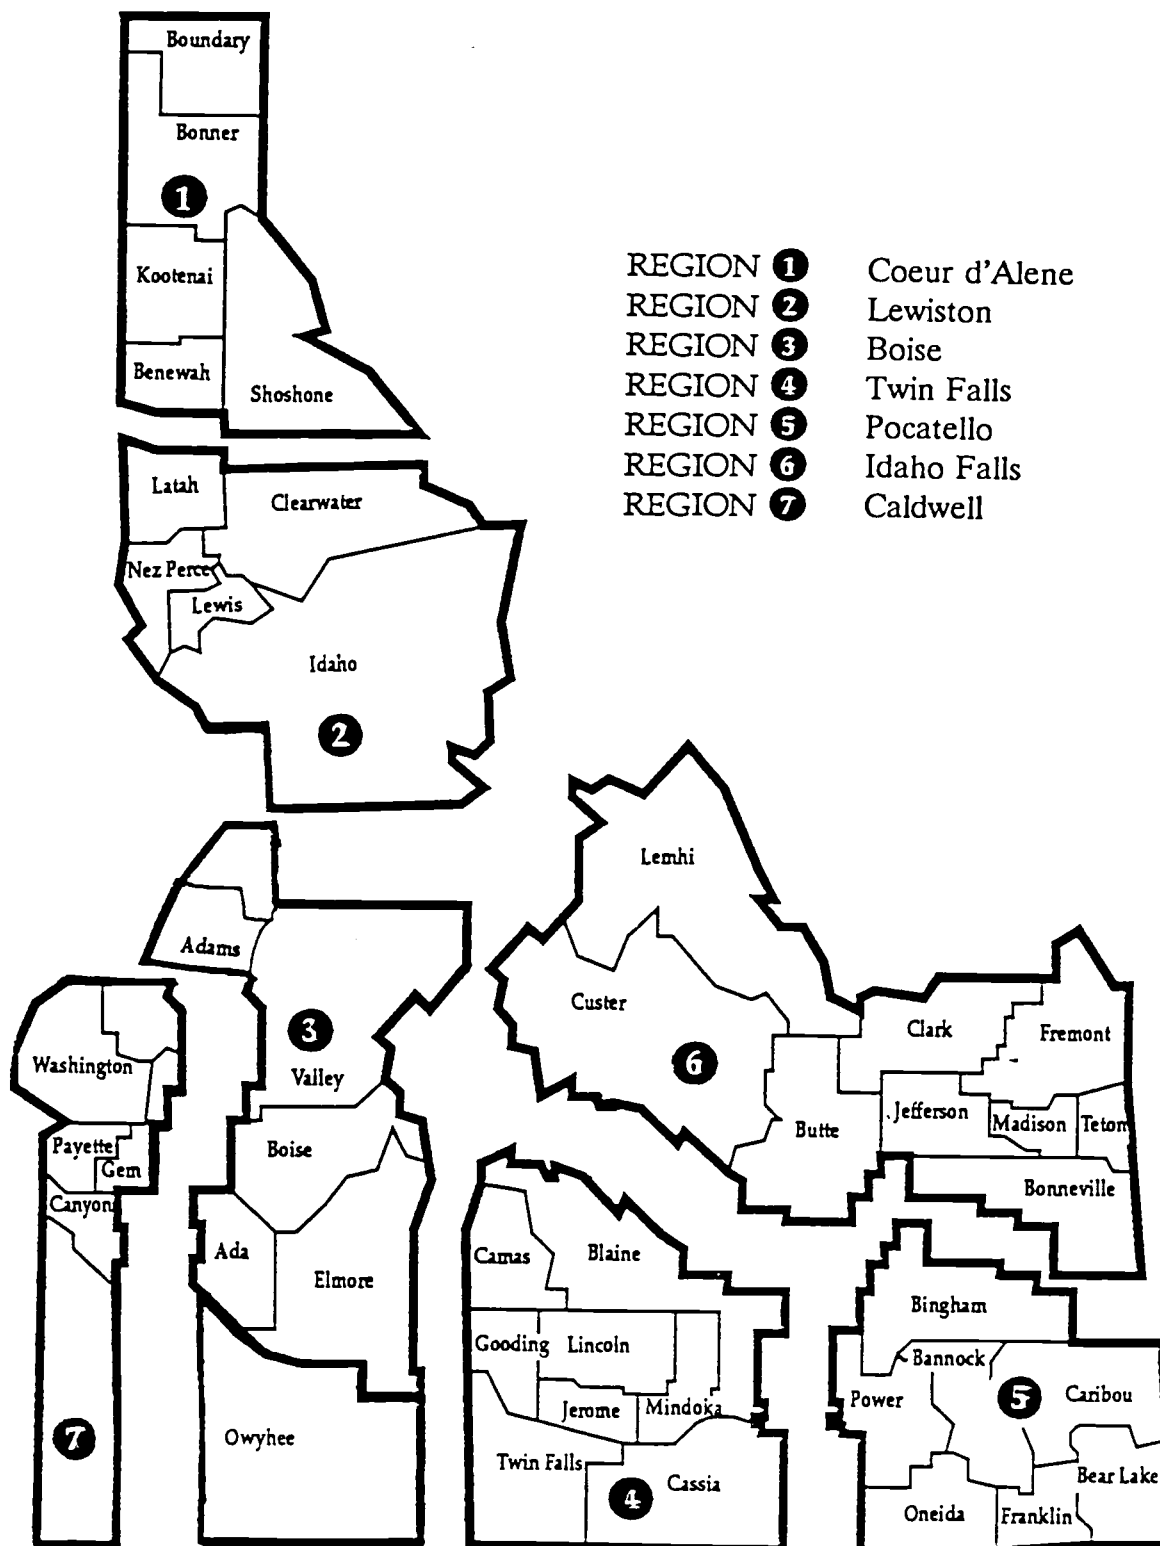 Boundary
Bonner
1
Kootenai
Benewah
Shoshone
REGION 1 Coeur d'Alene
REGION 2 Lewiston
REGION 3 Boise
REGION 4 Twin Falls
REGION 5 Pocatello
REGION 6 Idaho Falls
REGION 7 Caldwell
Latah
Clearwater
Nez Perce
Lewis
Idaho
2
Adams
3
Valley
Boise
Ada
Elmore
Owyhee
Washington
Payette
Gem
Canyon
7
Lemhi
Custer
6
Clark
Fremont
Butte
Jefferson
Madison
Teton
Bonneville
Camas
Blaine
Gooding
Lincoln
Jerome
Mindoka
Twin Falls
Cassia
4
Bingham
Bannock
Power
5
Caribou
Bear Lake
Oneida
Franklin